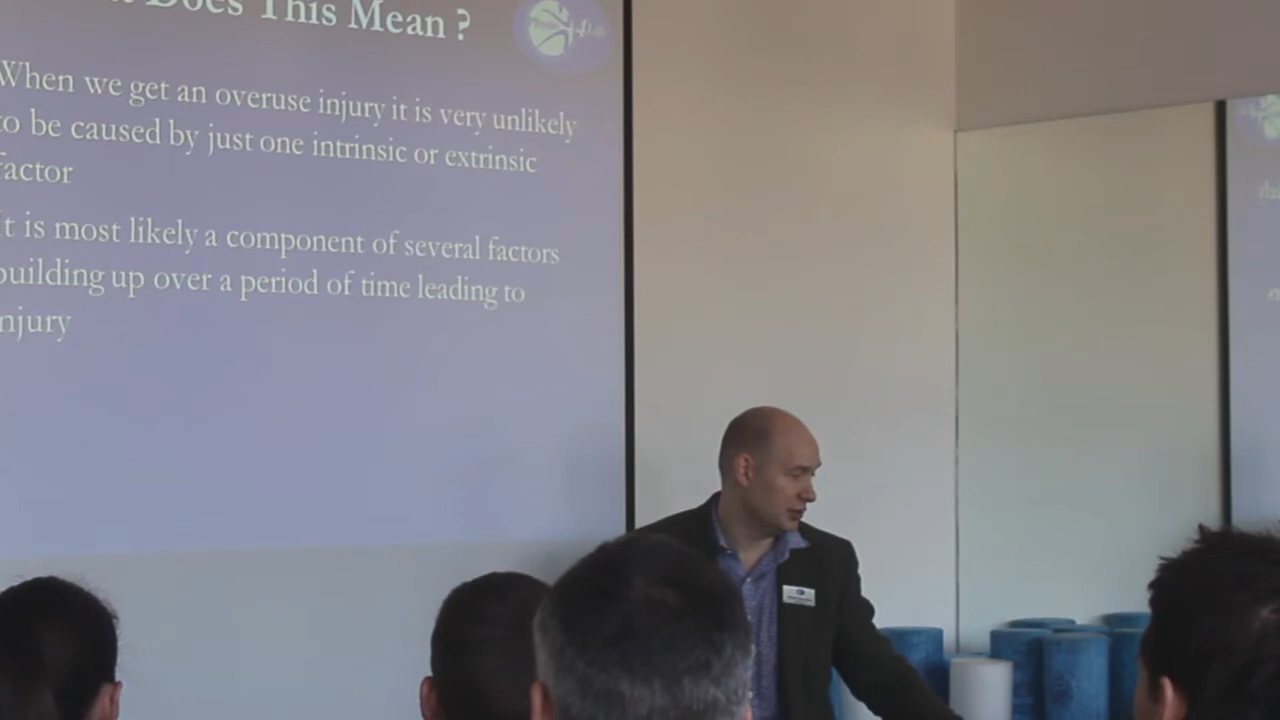 Does This Mean ?
When we get an overuse injury it is very unlikely
to be caused by just one intrinsic or extrinsic
factor
It is most likely a component of several factors
building up over a period of time leading to
injury